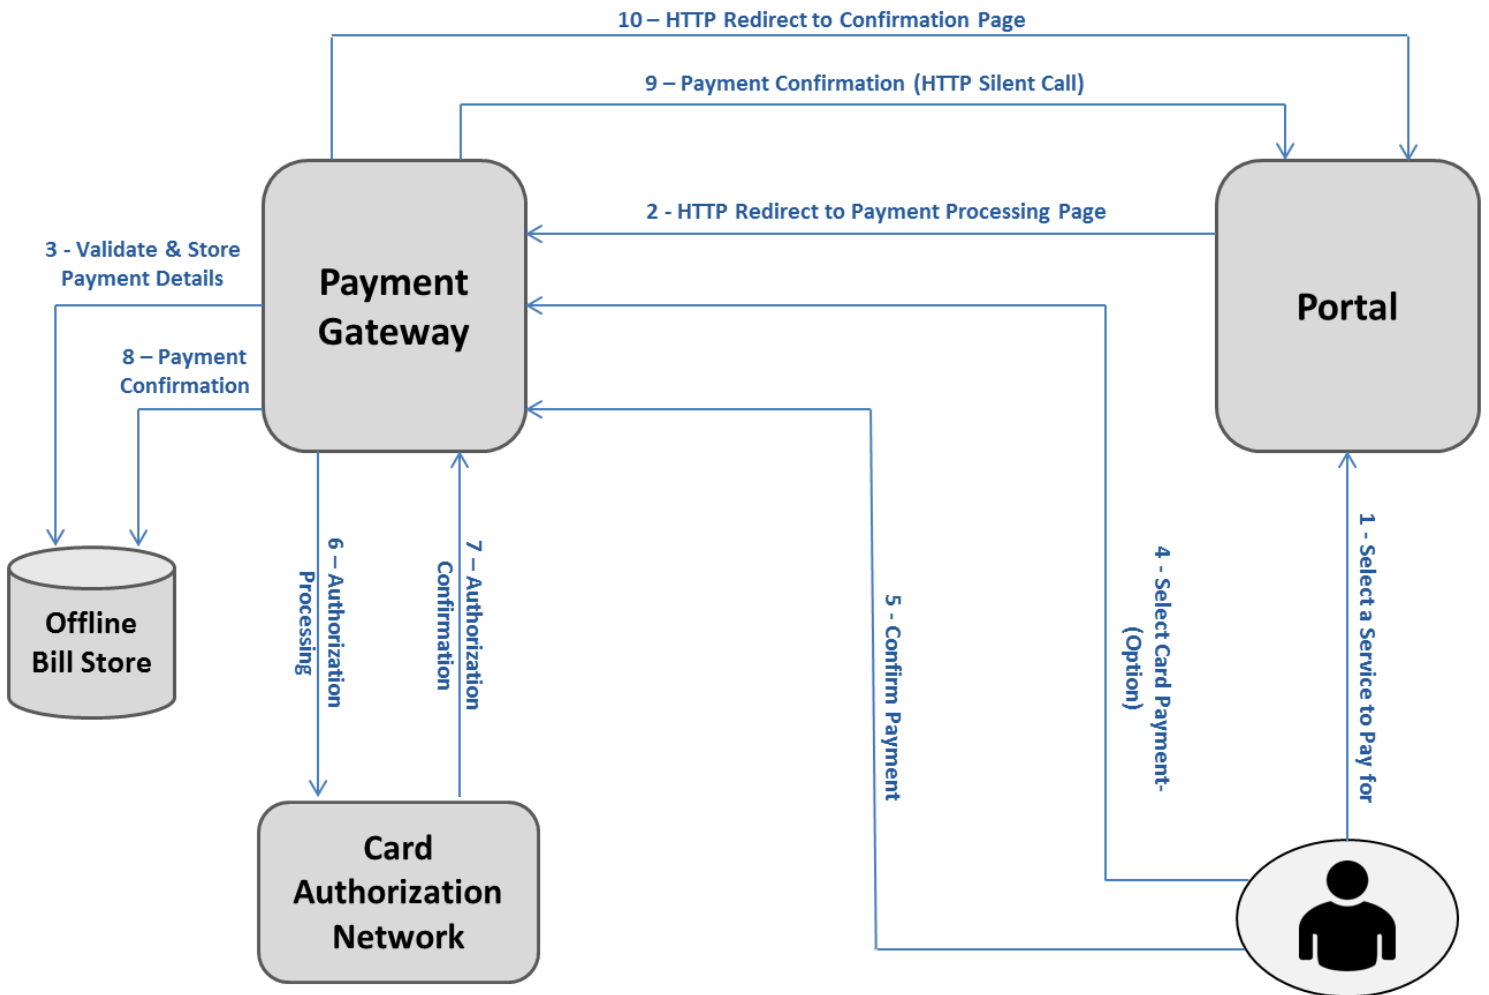 10 – HTTP Redirect to Confirmation Page
9 – Payment Confirmation (HTTP Silent Call)
2 - HTTP Redirect to Payment Processing Page
3 - Validate & Store
Payment Details
Payment
Gateway
Portal
8 – Payment
Confirmation
6 – Authorization
Processing
7 – Authorization
Confirmation
5 - Confirm Payment
4 - Select Card Payment-
(Option)
1 - Select a Service to Pay for
Offline
Bill Store
Card
Authorization
Network